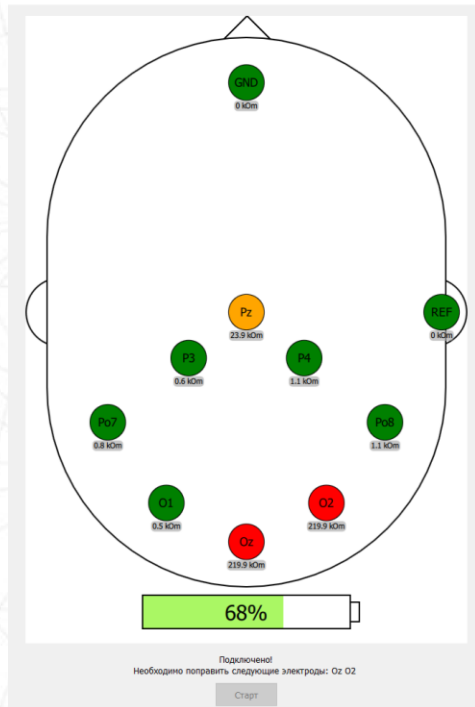 GND
0 kOm
Pz
23.9 kOm
REF
0 kOm
P3
0.6 kOm
P4
1.1 kOm
Po7
0.8 kOm
Po8
1.1 kOm
O1
0.5 kOm
O2
219.9 kOm
Oz
219.9 kOm
68%
Подключено!
Необходимо поправить следующие электроды: Oz O2
Старт